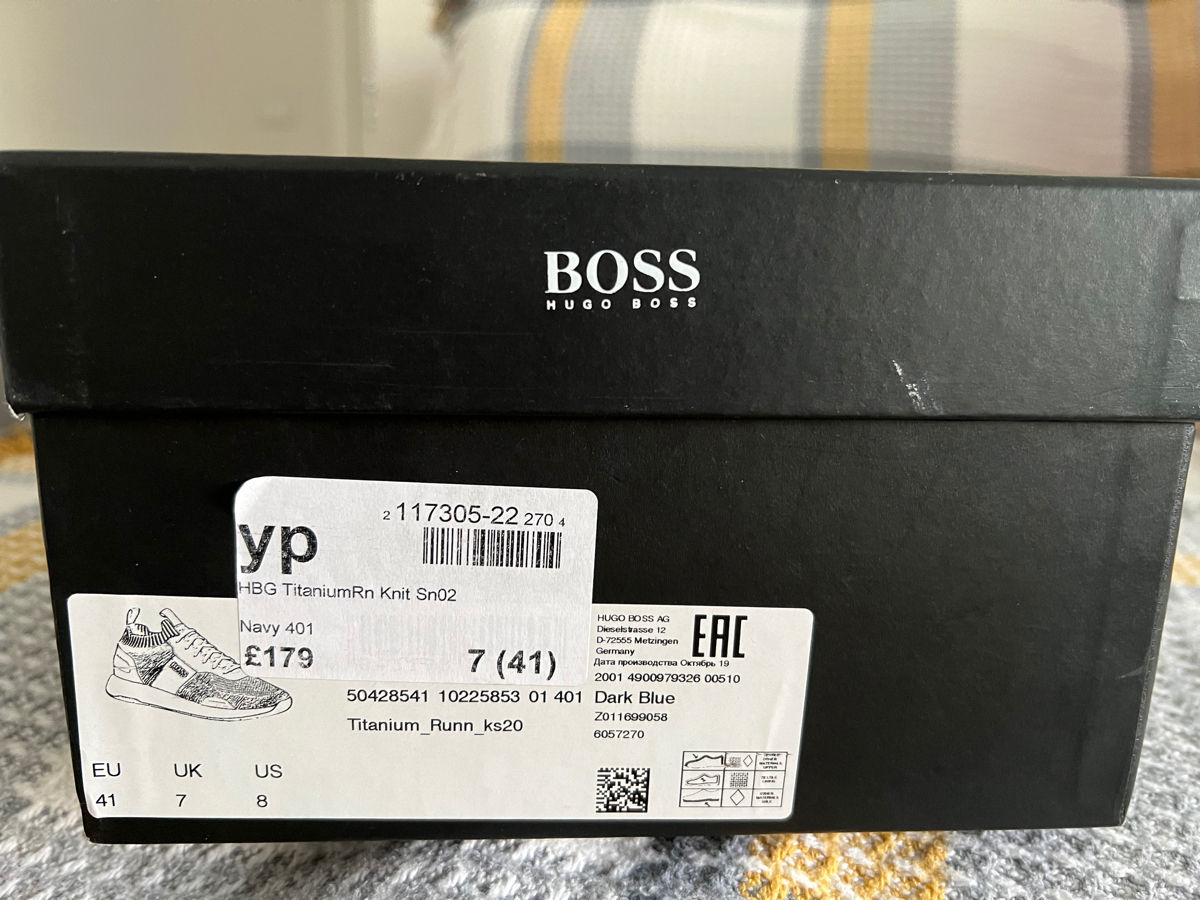 BOSS
HUGO BOSS
yp
2 117305-22 270 4
HBG TitaniumRn Knit Sn02
Navy 401
£179
7 (41)
BOSS
HUGO BOSS AG
Dieselstrasse 12
D-72555 Metzingen
Germany
EAC
Дата производства Октябрь 19
2001 4900979326 00510
50428541 10225853 01 401
Dark Blue
Titanium_Runn_ks20
Z011699058
6057270
EU UK US
41 7 8